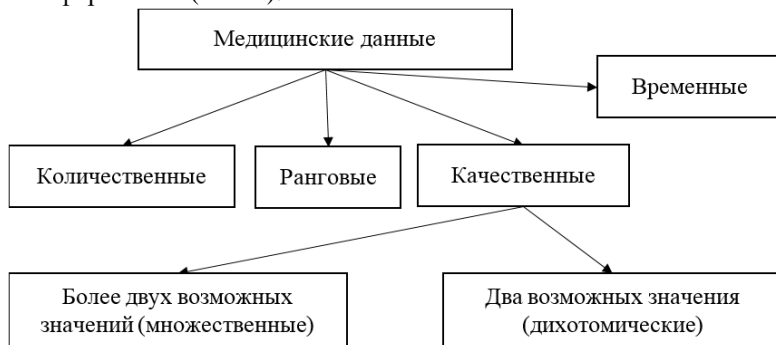 Медицинские данные
Временные
Количественные
Ранговые
Качественные
Более двух возможных
значений (множественные)
Два возможных значения
(дихотомические)